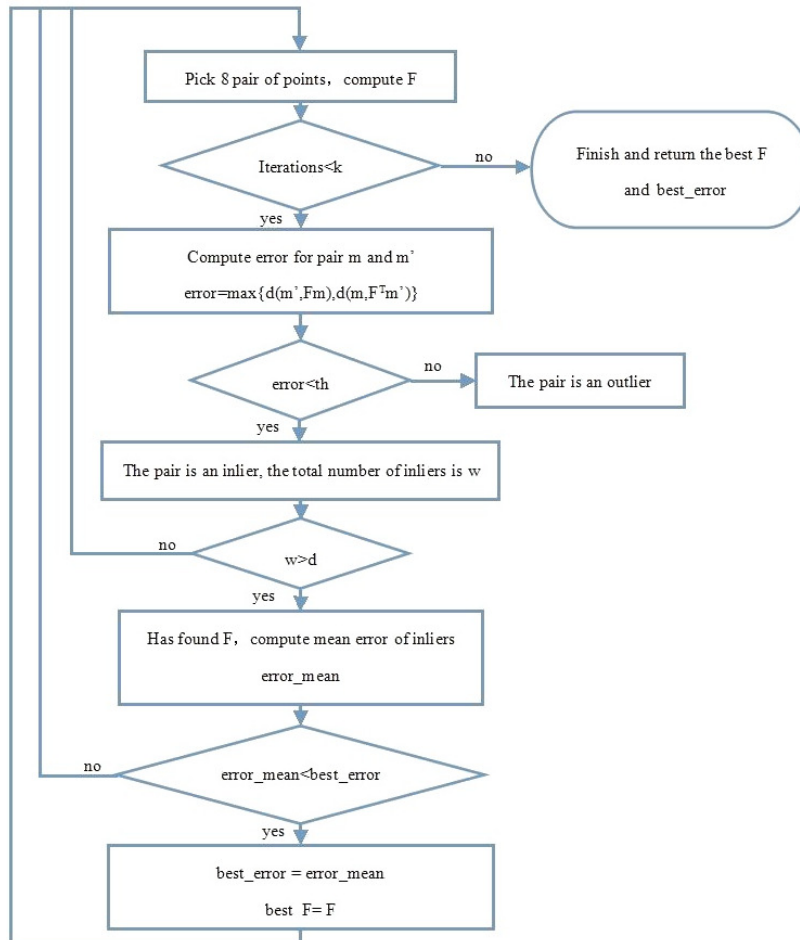 Pick 8 pair of points, compute F
Iterations<k
no
Finish and return the best F
and best_error
yes
Compute error for pair m and m’
error=max{d(m’,Fm),d(m,Fᵀm’)}
error<th
no
The pair is an outlier
yes
The pair is an inlier, the total number of inliers is w
no
w>d
yes
Has found F, compute mean error of inliers
error_mean
no
error_mean<best_error
yes
best_error = error_mean
best F= F